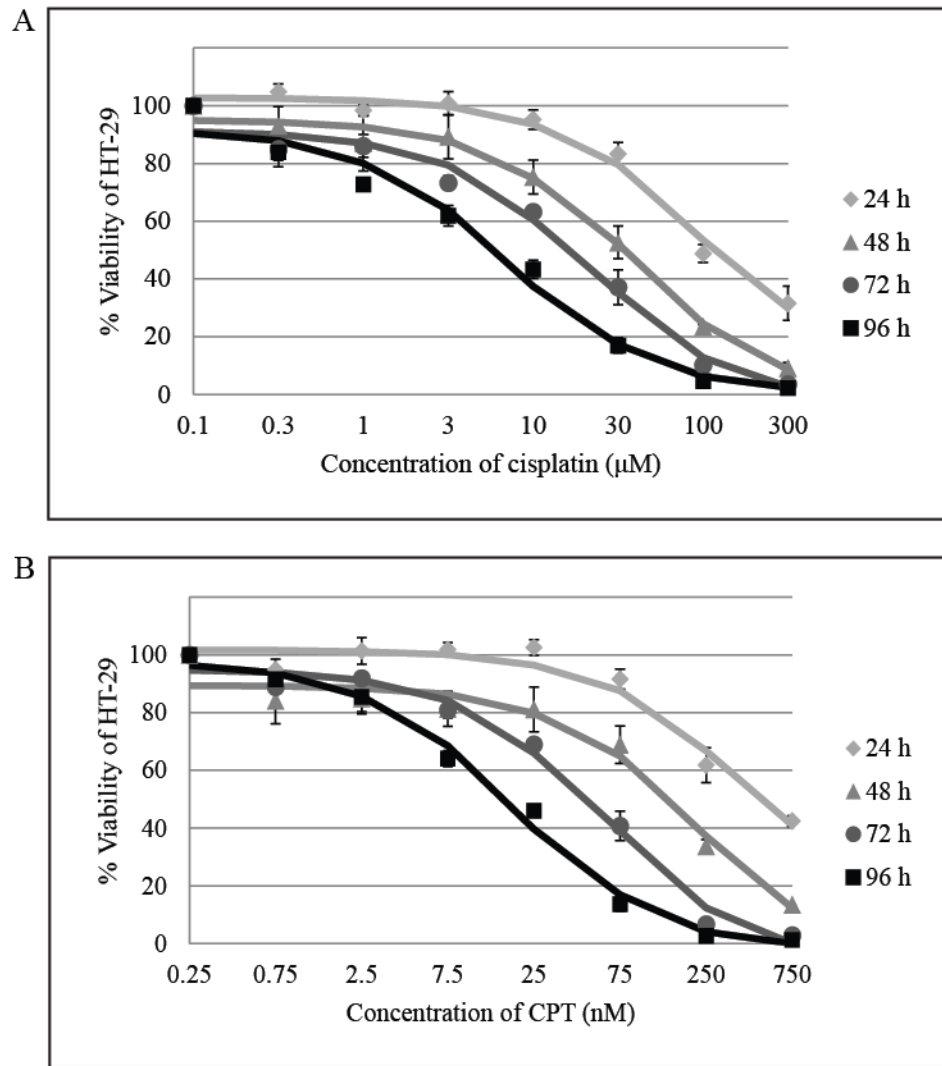 A
% Viability of HT-29
100
80
60
40
20
0
0.1 0.3 1 3 10 30 100 300
Concentration of cisplatin (μM)
24 h
48 h
72 h
96 h
B
% Viability of HT-29
100
80
60
40
20
0
0.25 0.75 2.5 7.5 25 75 250 750
Concentration of CPT (nM)
24 h
48 h
72 h
96 h